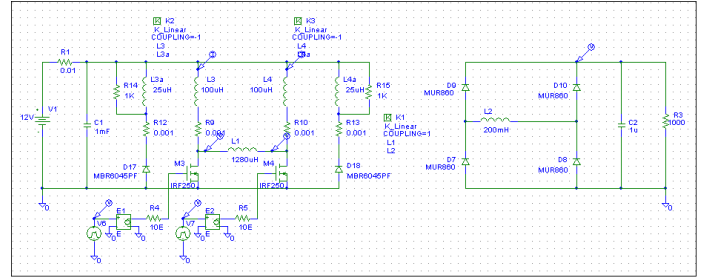 K K2
K_Linear
COUPLING=-1
L3
L3a
K K3
K_Linear
COUPLING=-1
L4
L4a
R1
0.01
R14
1K
L3a
25uH
L3
100uH
L4
100uH
L4a
25uH
R15
1K
V1
12V
C1
1mF
R12
0.001
R9
0.001
R10
0.001
R13
0.001
L1
1280uH
K K1
K_Linear
COUPLING=1
L1
L2
D17
MBR6045PF
M3
IRF250
M4
IRF250
D18
MBR6045PF
D9
MUR860
D10
MUR860
L2
200mH
D7
MUR860
D8
MUR860
C2
1u
R3
1000
0
0
V6
E1
E
R4
10E
V7
E2
E
R5
10E
0
0
0
0
0
0